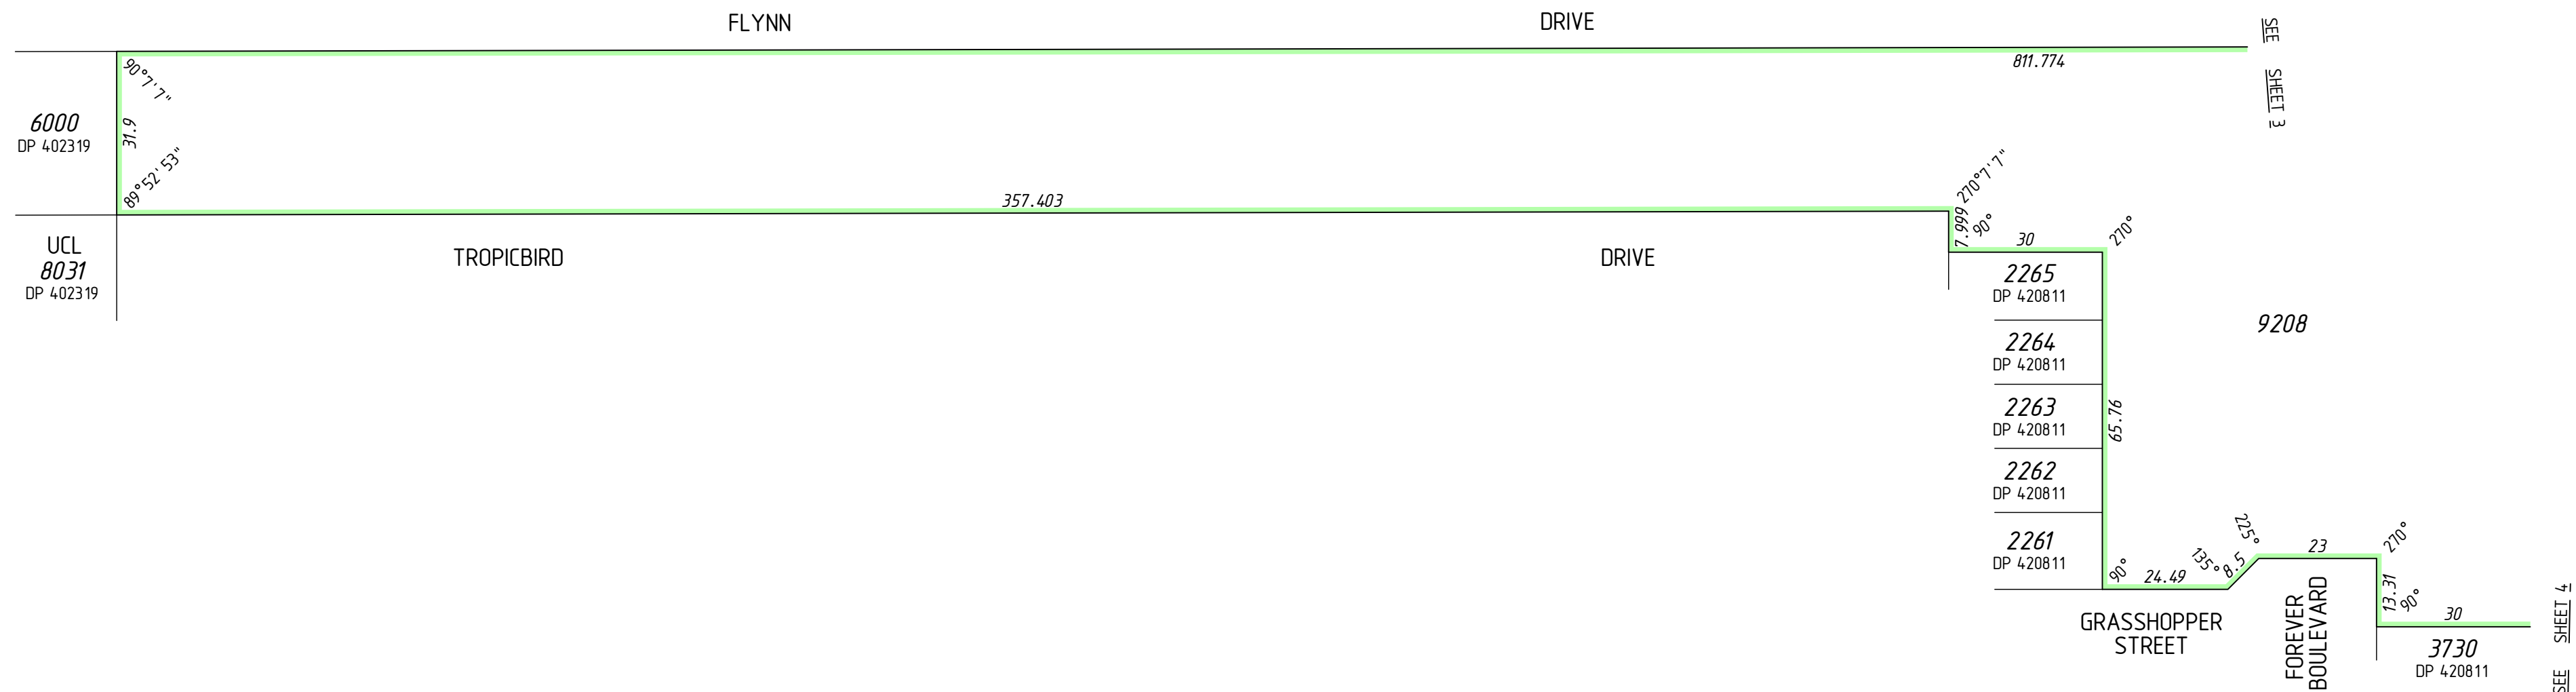 FLYNN DRIVE
SEE SHEET 3
811.774
90°7'7"
6000
DP 402319
31.9
89°52'53"
357.403
270°7'7"
7.999
90°
30
270°
UCL
8031
DP 402319
TROPICBIRD DRIVE
2265
DP 420811
9208
2264
DP 420811
2263
DP 420811
65.76
2262
DP 420811
2261
DP 420811
90°
24.49
135°
8.5
225°
23
270°
13.31
90°
30
GRASSHOPPER
STREET
FOREVER
BOULEVARD
3730
DP 420811
SEE SHEET 4